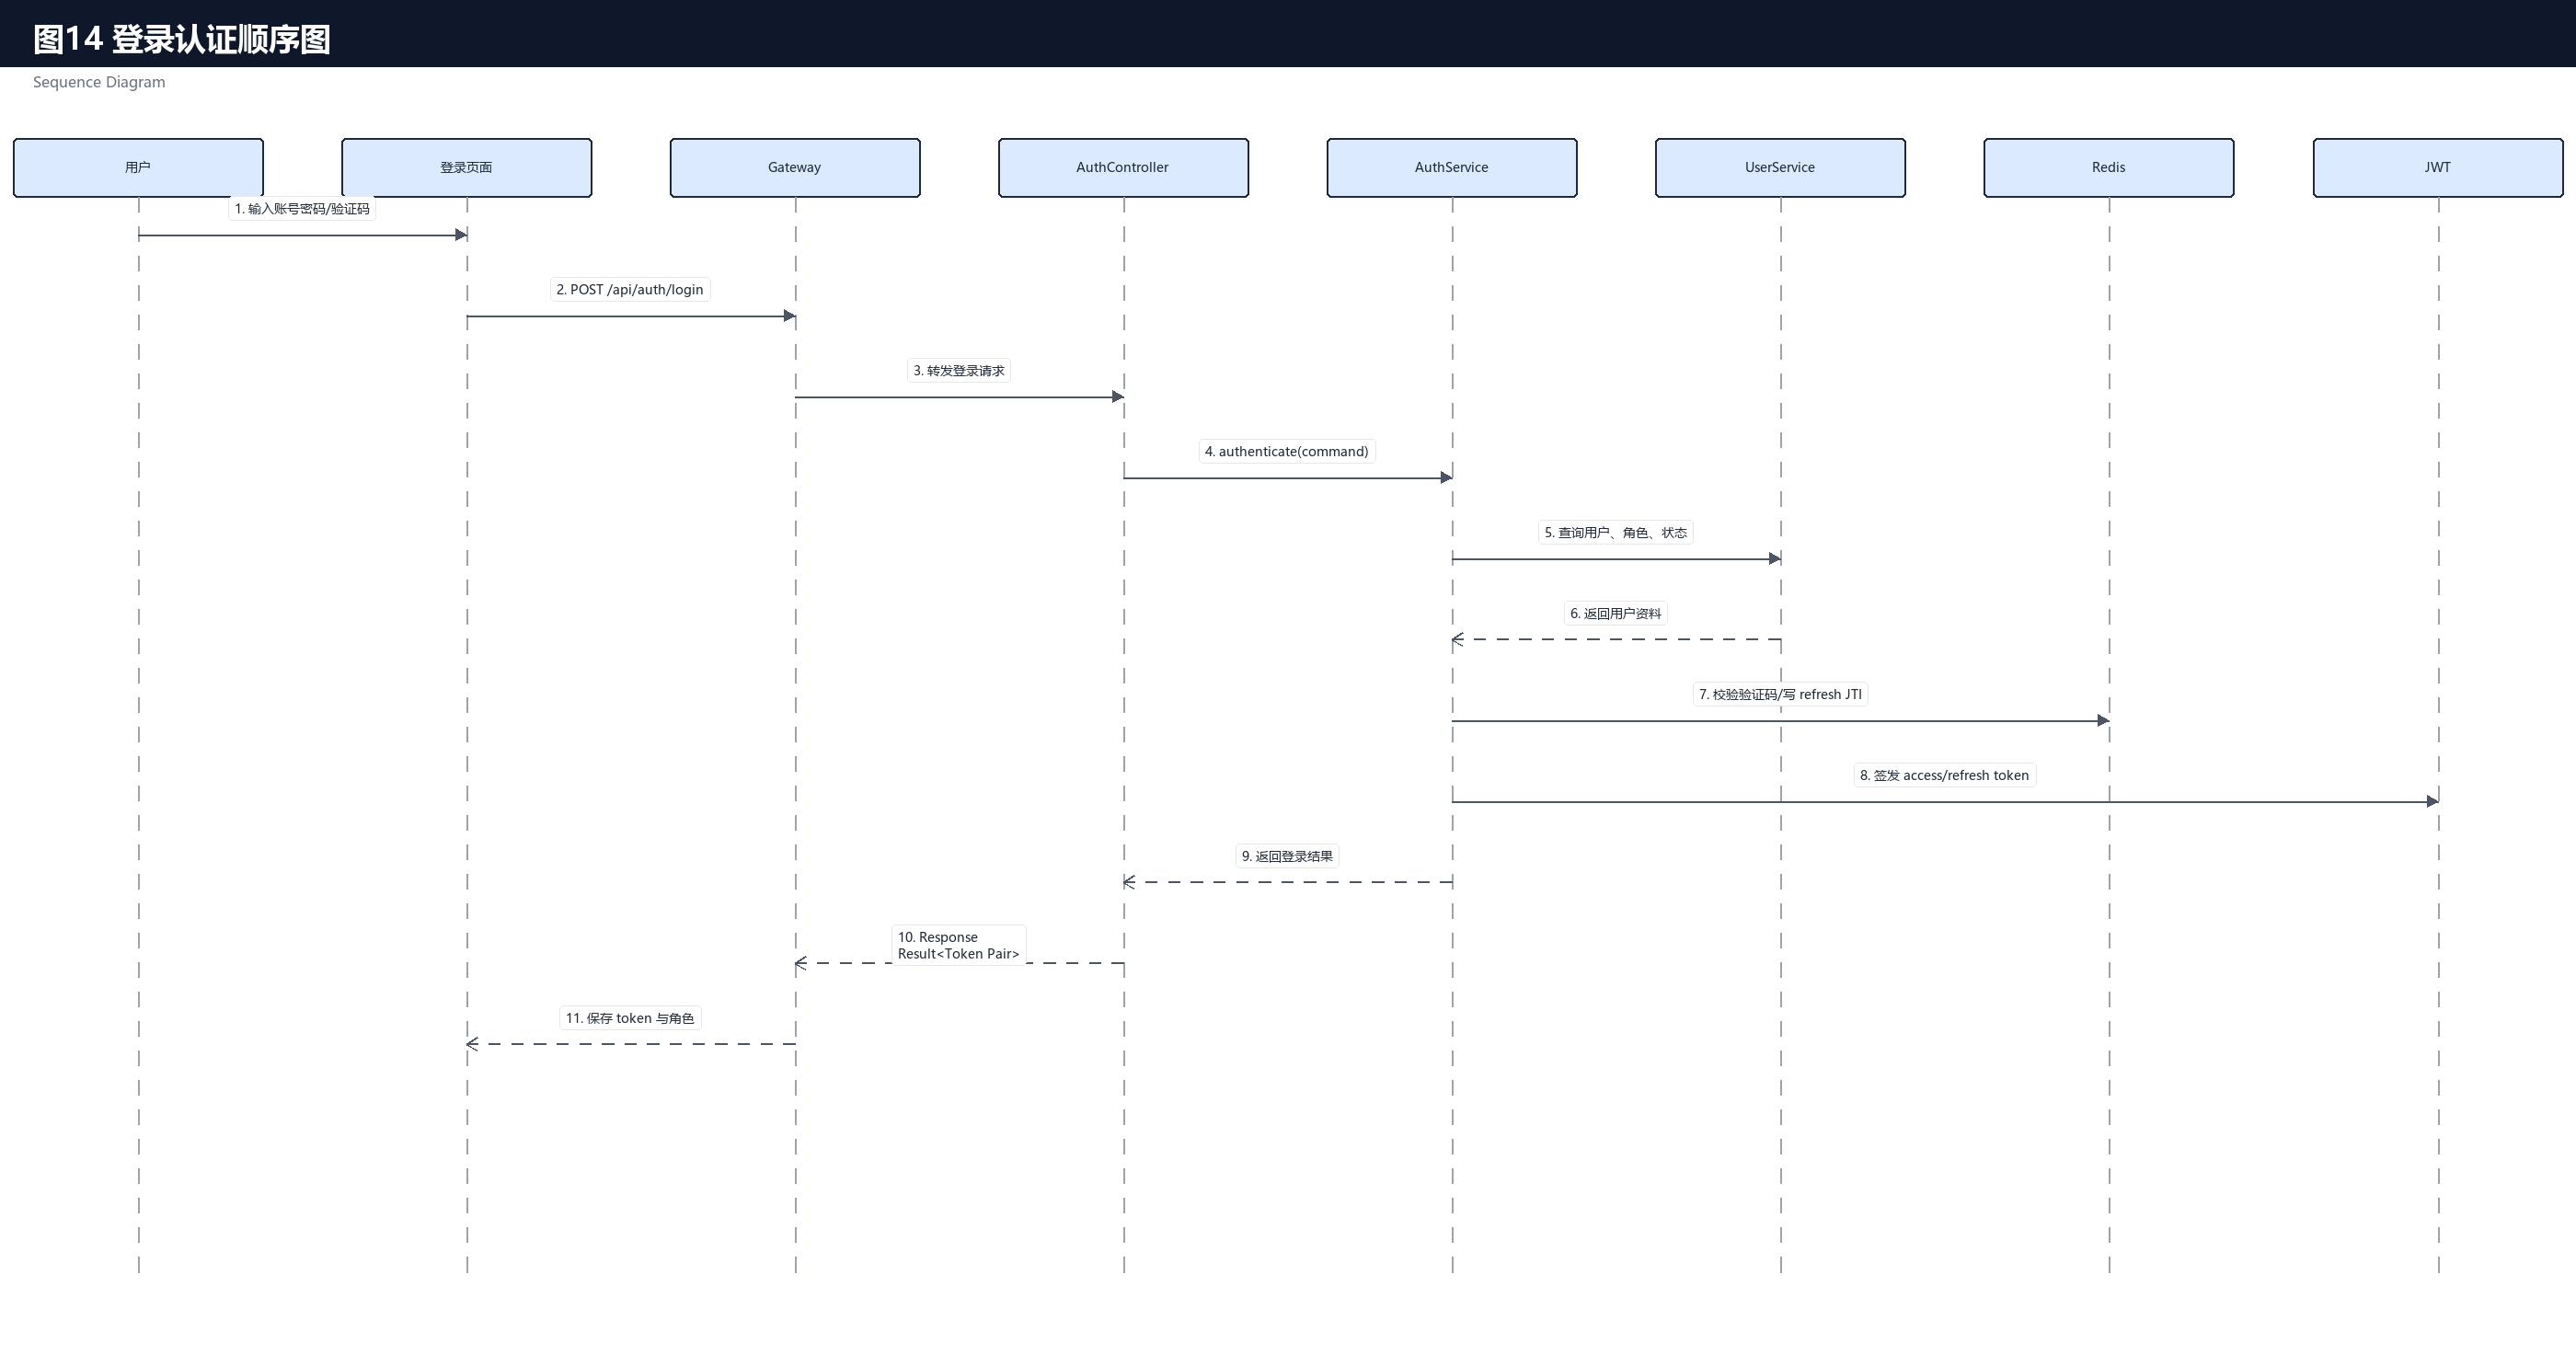 图14 登录认证顺序图
Sequence Diagram
用户
登录页面
Gateway
AuthController
AuthService
UserService
Redis
JWT
1. 输入账号密码/验证码
2. POST /api/auth/login
3. 转发登录请求
4. authenticate(command)
5. 查询用户、角色、状态
6. 返回用户资料
7. 校验验证码/写 refresh JTI
8. 签发 access/refresh token
9. 返回登录结果
10. Response
Result<Token Pair>
11. 保存 token 与角色